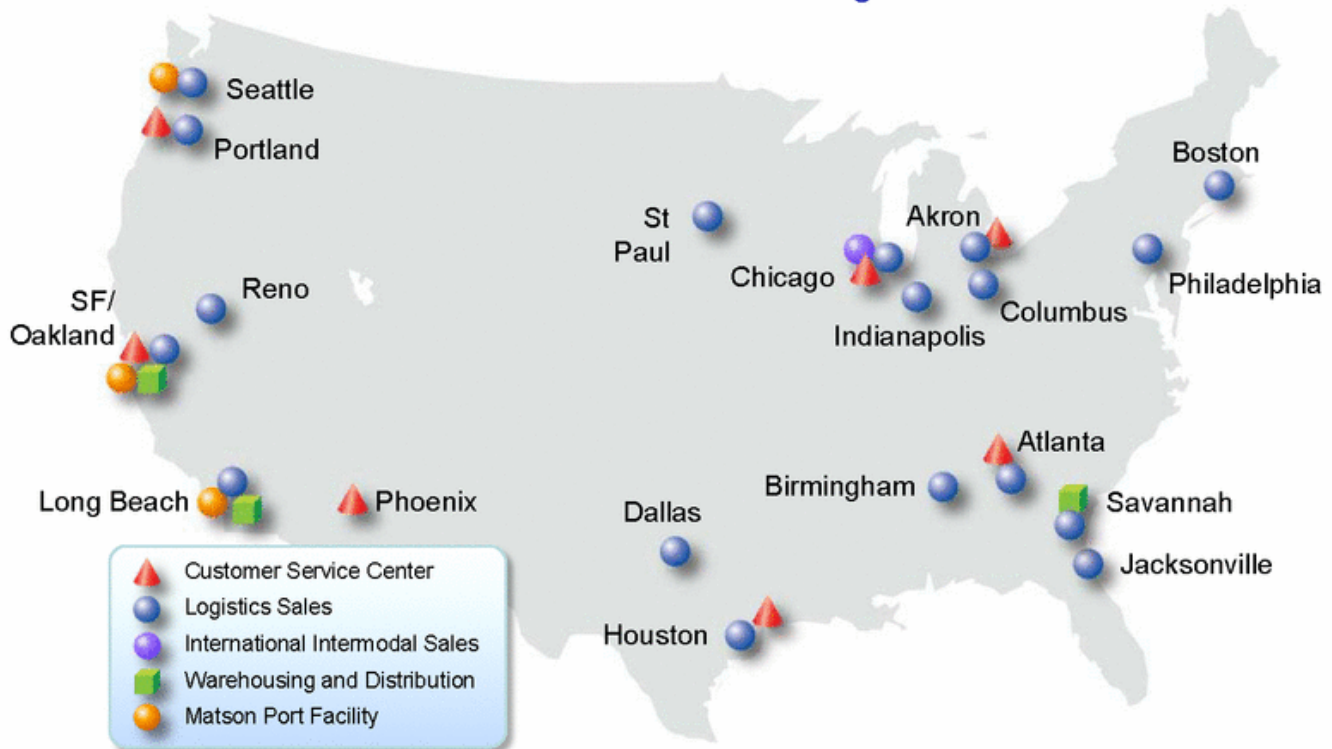 Seattle
Portland
Boston
St
Paul
Akron
Chicago
Philadelphia
Reno
SF/
Oakland
Columbus
Indianapolis
Atlanta
Birmingham
Long Beach
Phoenix
Savannah
Dallas
Jacksonville
Houston
Customer Service Center
Logistics Sales
International Intermodal Sales
Warehousing and Distribution
Matson Port Facility